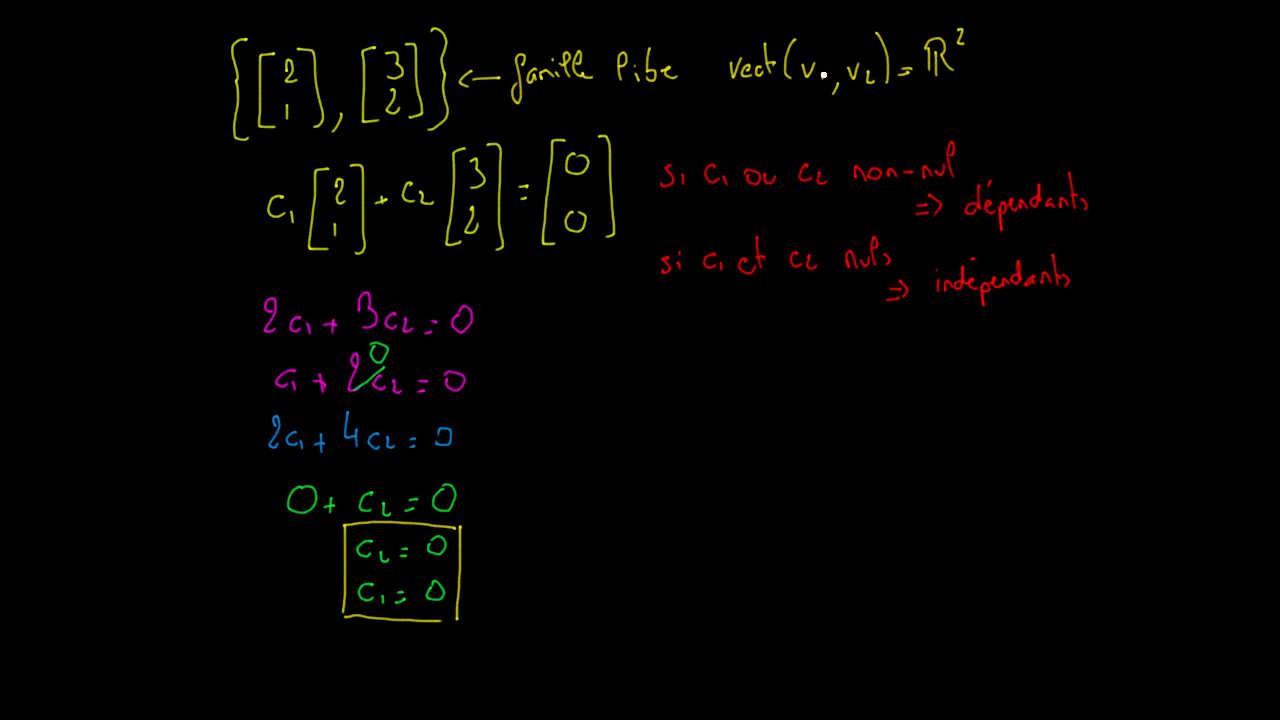 {[2 1], [3 2]} ← famille libre vect(v₁, v₂) = ℝ²
c₁ [2 1] + c₂ [3 2] = [0 0]
si c₁ ou c₂ non-nul
⇒ dépendants
si c₁ et c₂ nuls
⇒ indépendants
2c₁ + 3c₂ = 0
0
c₁ + 2c₂ = 0
2c₁ + 4c₂ = 0
0 + c₂ = 0
c₂ = 0
c₁ = 0